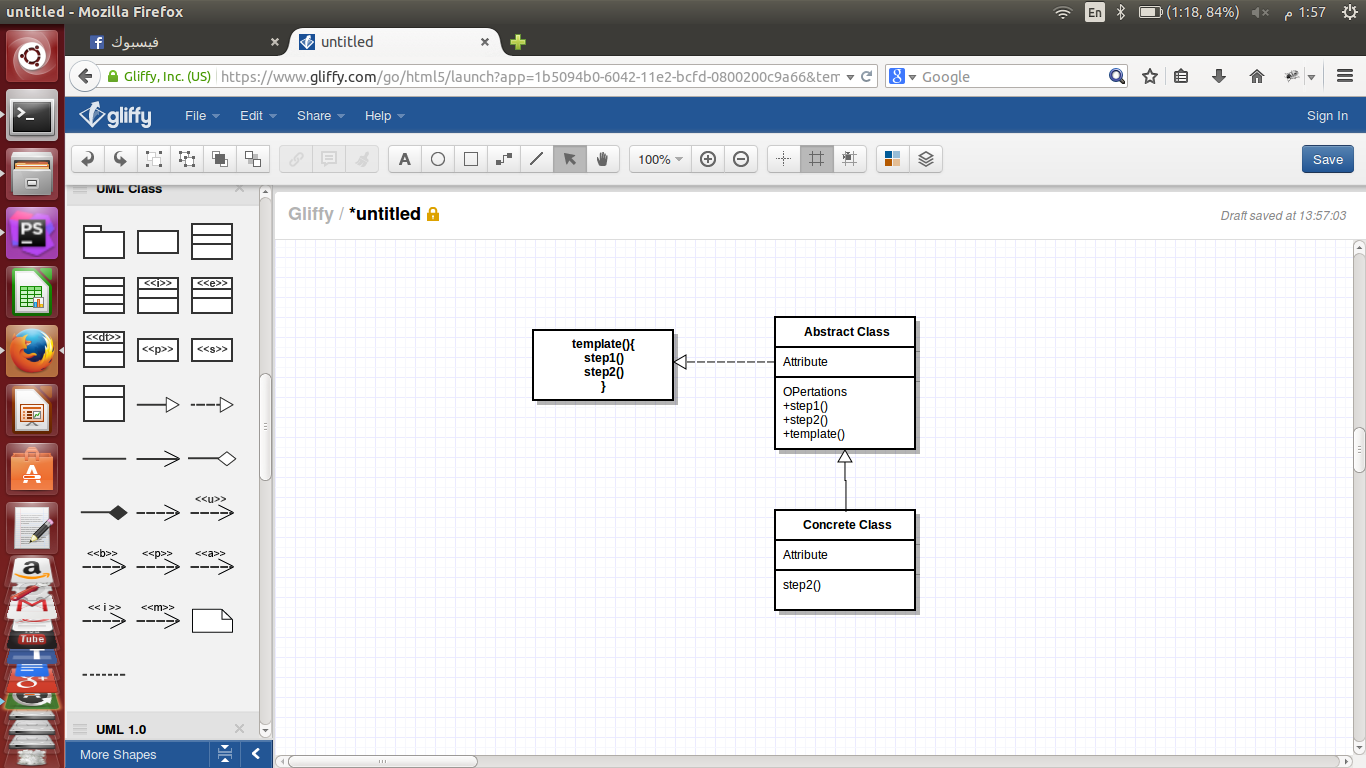 untitled - Mozilla Firefox
En (1:18, 84%) 1:57 م
فيسبوك
untitled
Gliffy, Inc. (US) https://www.gliffy.com/go/html5/launch?app=1b5094b0-6042-11e2-bcfd-0800200c9a66&tem
Google
gliffy File Edit Share Help Sign In
A 100% Save
UML Class
Gliffy / *untitled
Draft saved at 13:57:03
<<i>> <<e>>
<<dt>> <<p>> <<s>>
<<u>>
<<b>> <<p>> <<a>>
<< i >> <<m>>
UML 1.0
More Shapes
template(){
step1()
step2()
}
Abstract Class
Attribute
OPertations
+step1()
+step2()
+template()
Concrete Class
Attribute
step2()
PS
Tube